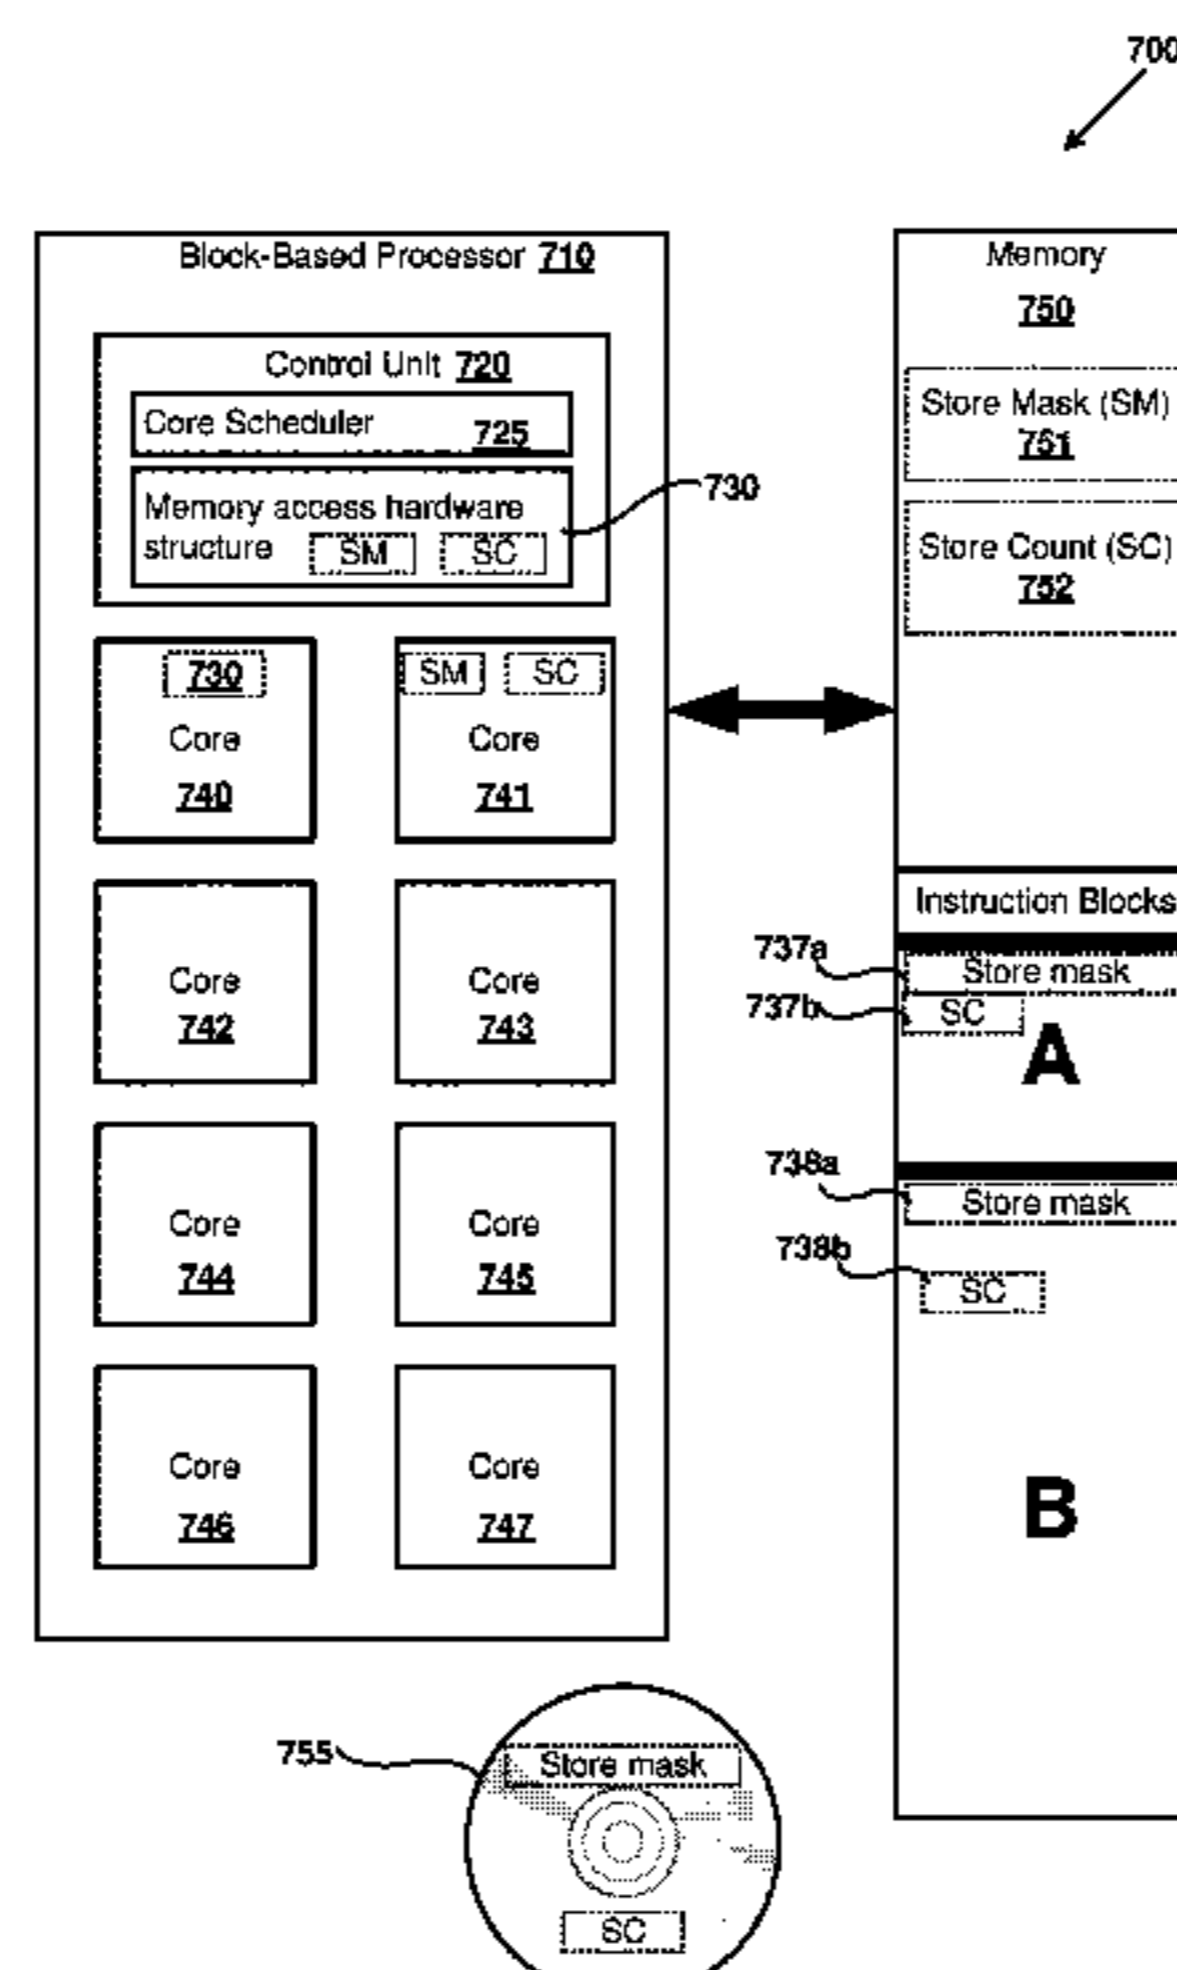 700
Block-Based Processor 710
Control Unit 720
Core Scheduler 725
Memory access hardware
structure SM SC
730
730
Core
740
SM SC
Core
741
Core
742
Core
743
Core
744
Core
745
Core
746
Core
747
Memory
750
Store Mask (SM)
751
Store Count (SC)
752
Instruction Blocks
737a
Store mask
737b
SC
A
738a
Store mask
738b
SC
B
755
Store mask
SC